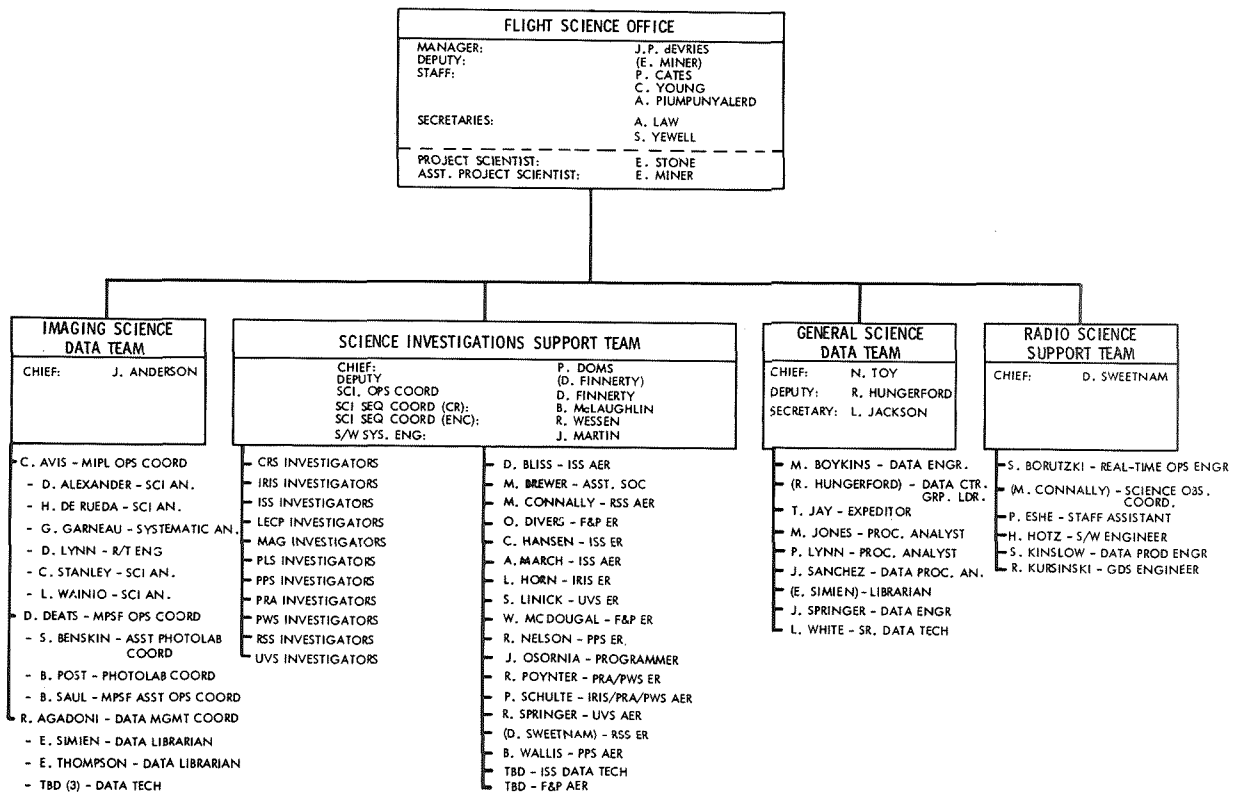 FLIGHT SCIENCE OFFICE
MANAGER: J.P. dEVRIES
DEPUTY: (E. MINER)
STAFF: P. CATES
C. YOUNG
A. PIUMPUNYALERD
SECRETARIES: A. LAW
S. YEWELL
PROJECT SCIENTIST: E. STONE
ASST. PROJECT SCIENTIST: E. MINER
IMAGING SCIENCE
DATA TEAM
CHIEF: J. ANDERSON
C. AVIS - MIPL OPS COORD
- D. ALEXANDER - SCI AN.
- H. DE RUEDA - SCI AN.
- G. GARNEAU - SYSTEMATIC AN.
- D. LYNN - R/T ENG
- C. STANLEY - SCI AN.
- L. WAINIO - SCI AN.
D. DEATS - MPSF OPS COORD
- S. BENSKIN - ASST PHOTOLAB
COORD
- B. POST - PHOTOLAB COORD
- B. SAUL - MPSF ASST OPS COORD
R. AGADONI - DATA MGMT COORD
- E. SIMIEN - DATA LIBRARIAN
- E. THOMPSON - DATA LIBRARIAN
- TBD (3) - DATA TECH
SCIENCE INVESTIGATIONS SUPPORT TEAM
CHIEF: P. DOMS
DEPUTY (D. FINNERTY)
SCI. OPS COORD D. FINNERTY
SCI SEQ COORD (CR): B. McLAUGHLIN
SCI SEQ COORD (ENC): R. WESSEN
S/W SYS. ENG: J. MARTIN
CRS INVESTIGATORS
IRIS INVESTIGATORS
ISS INVESTIGATORS
LECP INVESTIGATORS
MAG INVESTIGATORS
PLS INVESTIGATORS
PPS INVESTIGATORS
PRA INVESTIGATORS
PWS INVESTIGATORS
RSS INVESTIGATORS
UVS INVESTIGATORS
D. BLISS - ISS AER
M. BREWER - ASST. SOC
M. CONNALLY - RSS AER
O. DIVERS - F&P ER
C. HANSEN - ISS ER
A. MARCH - ISS AER
L. HORN - IRIS ER
S. LINICK - UVS ER
W. MCDOUGAL - F&P ER
R. NELSON - PPS ER.
J. OSORNIA - PROGRAMMER
R. POYNTER - PRA/PWS ER
P. SCHULTE - IRIS/PRA/PWS AER
R. SPRINGER - UVS AER
(D. SWEETNAM) - RSS ER
B. WALLIS - PPS AER
TBD - ISS DATA TECH
TBD - F&P AER
GENERAL SCIENCE
DATA TEAM
CHIEF: N. TOY
DEPUTY: R. HUNGERFORD
SECRETARY: L. JACKSON
M. BOYKINS - DATA ENGR.
(R. HUNGERFORD) - DATA CTR.
GRP. LDR.
T. JAY - EXPEDITOR
M. JONES - PROC. ANALYST
P. LYNN - PROC. ANALYST
J. SANCHEZ - DATA PROC. AN.
(E. SIMIEN) - LIBRARIAN
J. SPRINGER - DATA ENGR
L. WHITE - SR. DATA TECH
RADIO SCIENCE
SUPPORT TEAM
CHIEF: D. SWEETNAM
S. BORUTZKI - REAL-TIME OPS ENGR
(M. CONNALLY) - SCIENCE OBS.
COORD.
P. ESHE - STAFF ASSISTANT
H. HOTZ - S/W ENGINEER
S. KINSLOW - DATA PROD ENGR
R. KURSINSKI - GDS ENGINEER